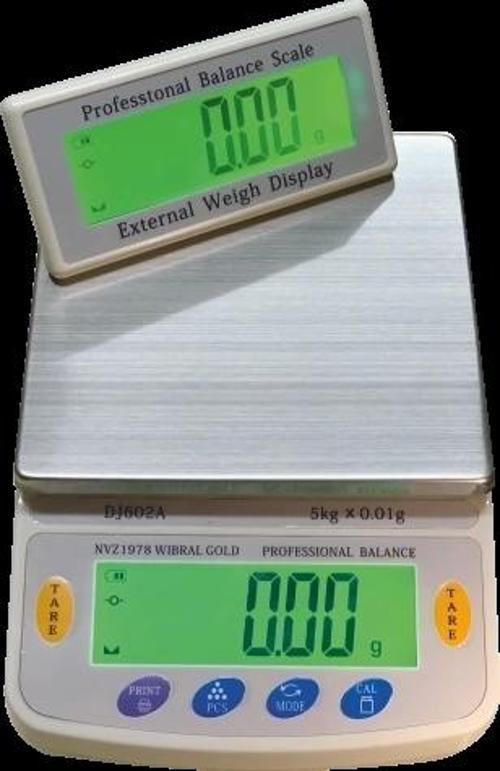 Professtonal Balance Scale
0.00 g
External Weigh Display
DJ602A 5kg × 0.01g
NVZ1978 WIBRAL GOLD PROFESSIONAL BALANCE
TARE
0.00 g
TARE
PRINT
PCS
MODE
CAL